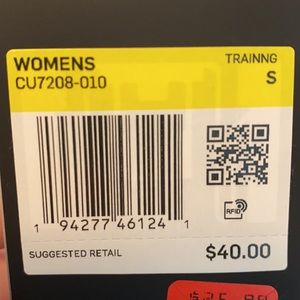 WOMENS TRAINNG
CU7208-010 S
RFID
1 94277 46124 1
SUGGESTED RETAIL $40.00